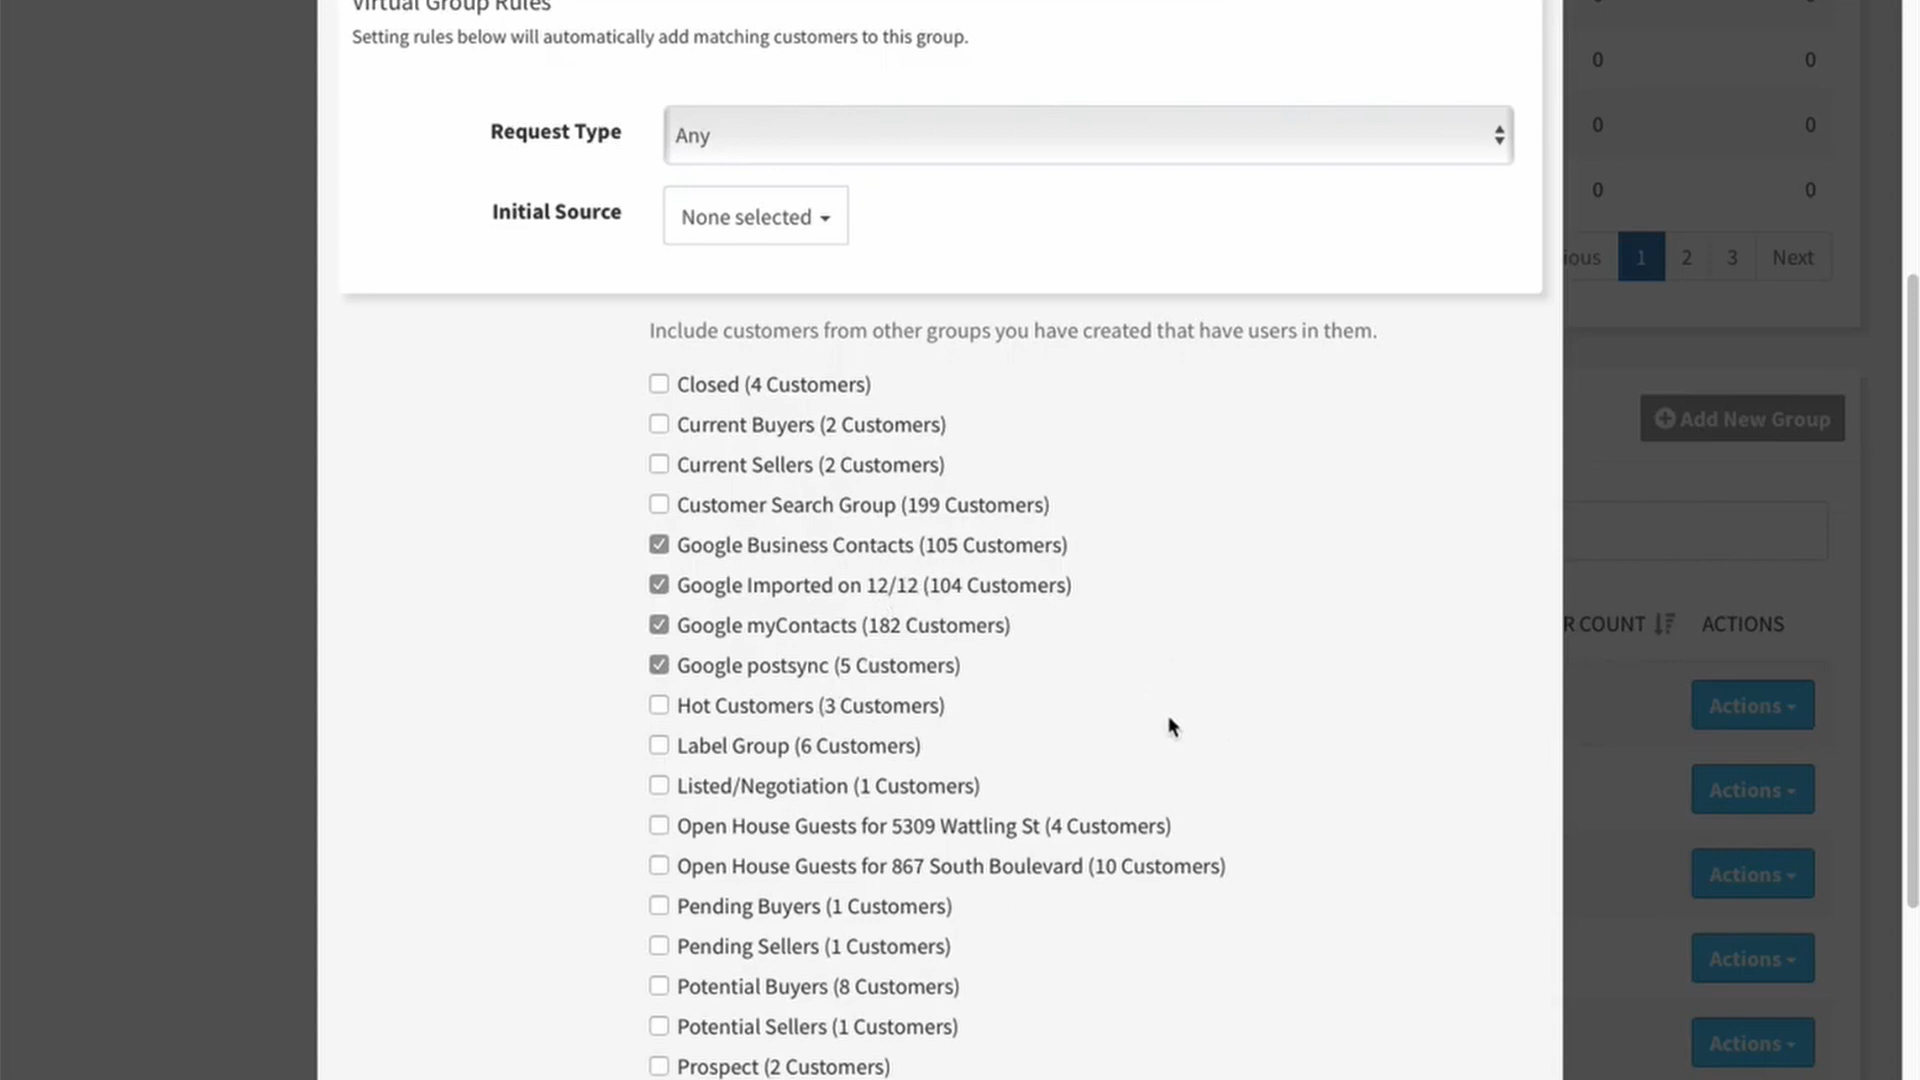 Virtual Group Rules
Setting rules below will automatically add matching customers to this group.
0 0
Request Type Any
0 0
0 0
Initial Source None selected
ious 1 2 3 Next
Include customers from other groups you have created that have users in them.
Closed (4 Customers)
Add New Group
Current Buyers (2 Customers)
Current Sellers (2 Customers)
Customer Search Group (199 Customers)
Google Business Contacts (105 Customers)
Google Imported on 12/12 (104 Customers)
Google myContacts (182 Customers)
R COUNT ACTIONS
Google postsync (5 Customers)
Hot Customers (3 Customers)
Actions
Label Group (6 Customers)
Listed/Negotiation (1 Customers)
Actions
Open House Guests for 5309 Wattling St (4 Customers)
Open House Guests for 867 South Boulevard (10 Customers)
Actions
Pending Buyers (1 Customers)
Pending Sellers (1 Customers)
Actions
Potential Buyers (8 Customers)
Potential Sellers (1 Customers)
Actions
Prospect (2 Customers)